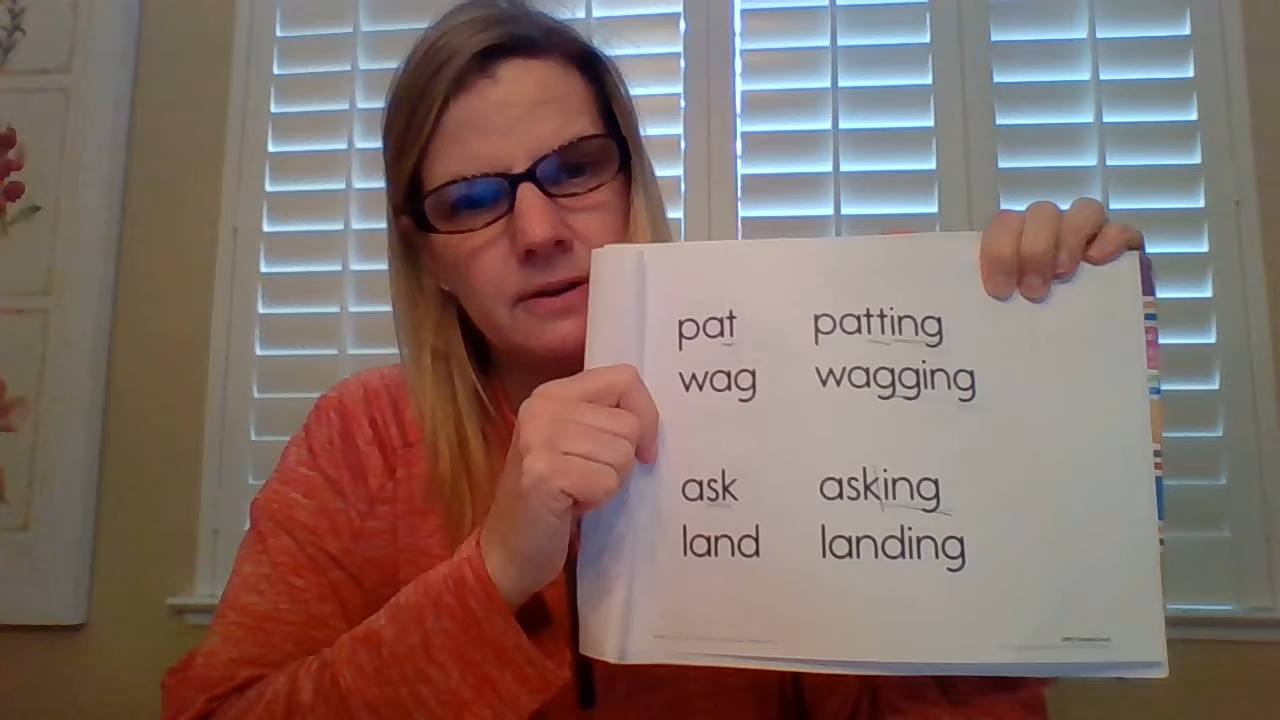 pat patting
wag wagging
ask asking
land landing